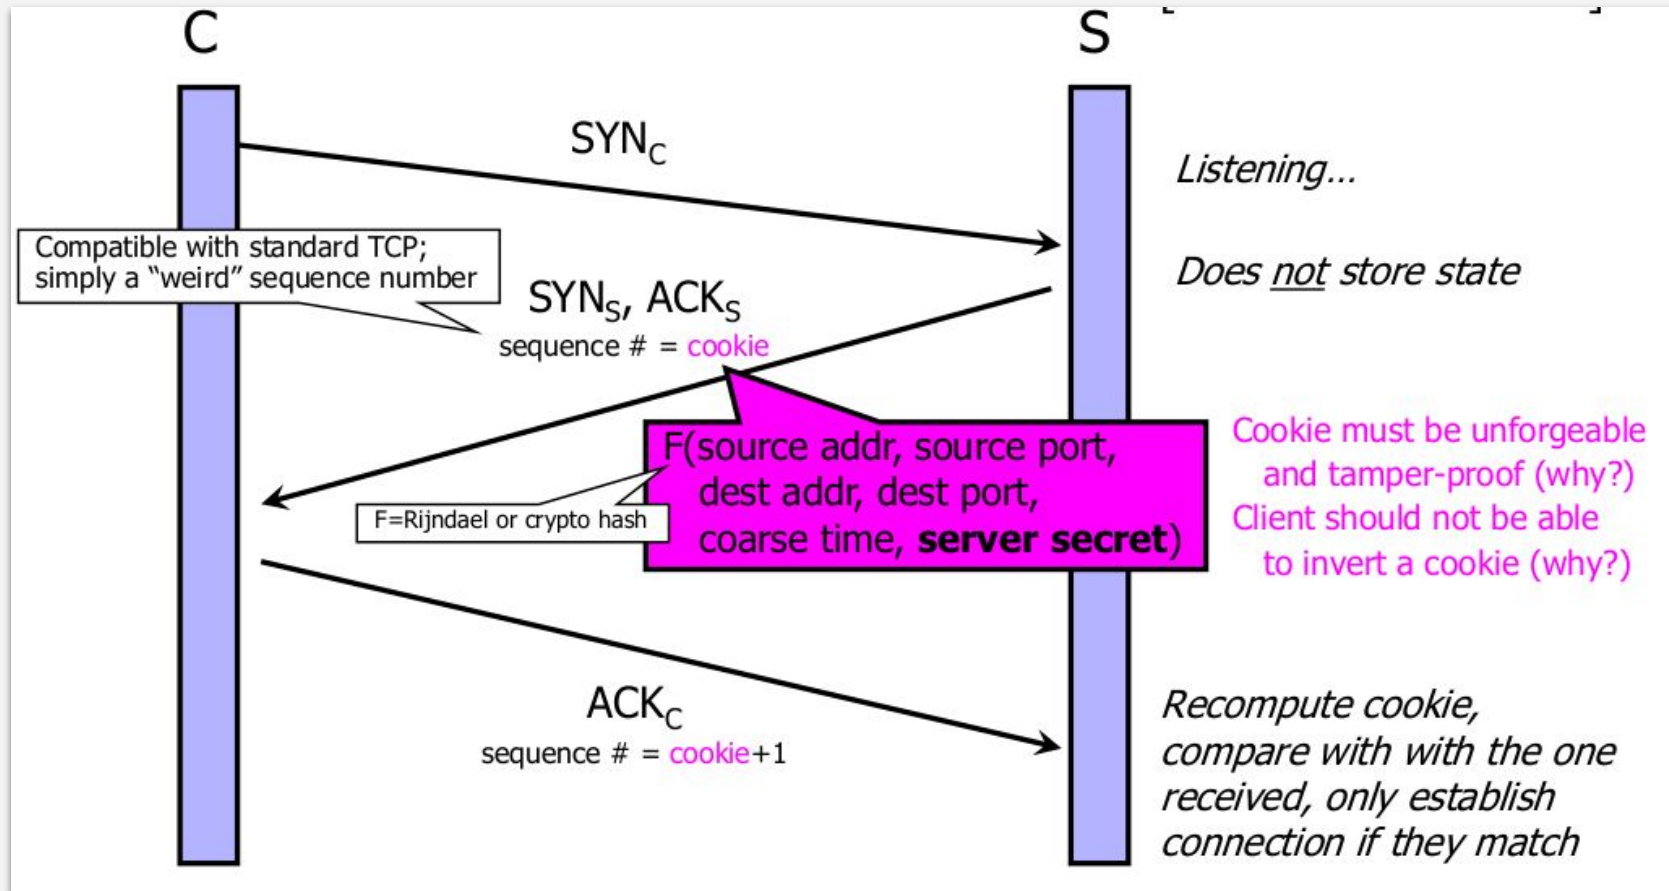 C
S
SYNC
Listening...
Compatible with standard TCP;
simply a “weird” sequence number
Does not store state
SYNS, ACKS
sequence # = cookie
F(source addr, source port,
dest addr, dest port,
coarse time, server secret)
F=Rijndael or crypto hash
Cookie must be unforgeable
and tamper-proof (why?)
Client should not be able
to invert a cookie (why?)
ACKC
sequence # = cookie+1
Recompute cookie,
compare with with the one
received, only establish
connection if they match